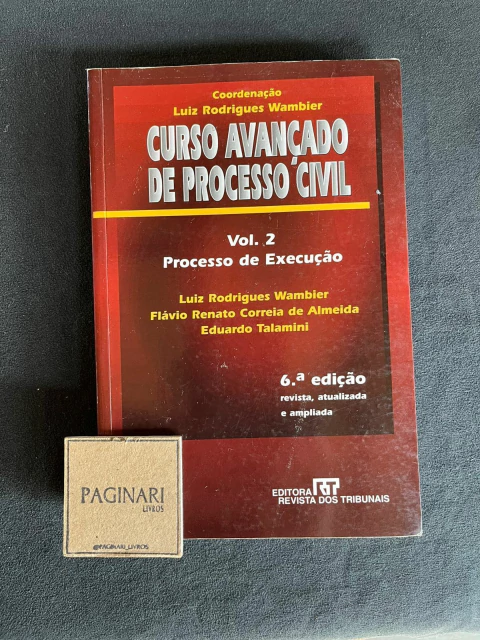 Coordenação
Luiz Rodrigues Wambier
CURSO AVANÇADO
DE PROCESSO CIVIL
Vol. 2
Processo de Execução
Luiz Rodrigues Wambier
Flávio Renato Correia de Almeida
Eduardo Talamini
6.ª edição
revista, atualizada
e ampliada
EDITORA RT
REVISTA DOS TRIBUNAIS
PAGINARI
LIVROS
@PAGINARI_LIVROS